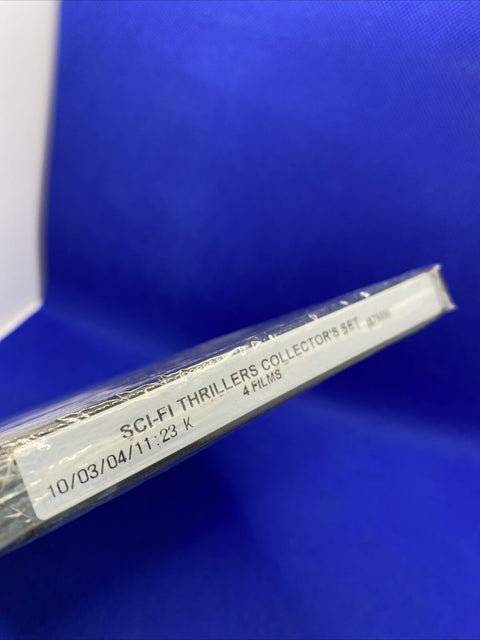 SCI-FI THRILLERS COLLECTOR'S SET
4 FILMS
10/03/04/11:23 K